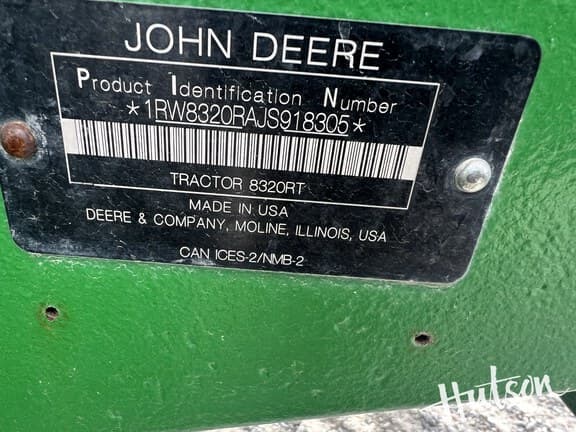 JOHN DEERE
Product Identification Number
*1RW8320RAJS918305*
TRACTOR 8320RT
MADE IN USA
DEERE & COMPANY, MOLINE, ILLINOIS, USA
CAN ICES-2/NMB-2
Hutson